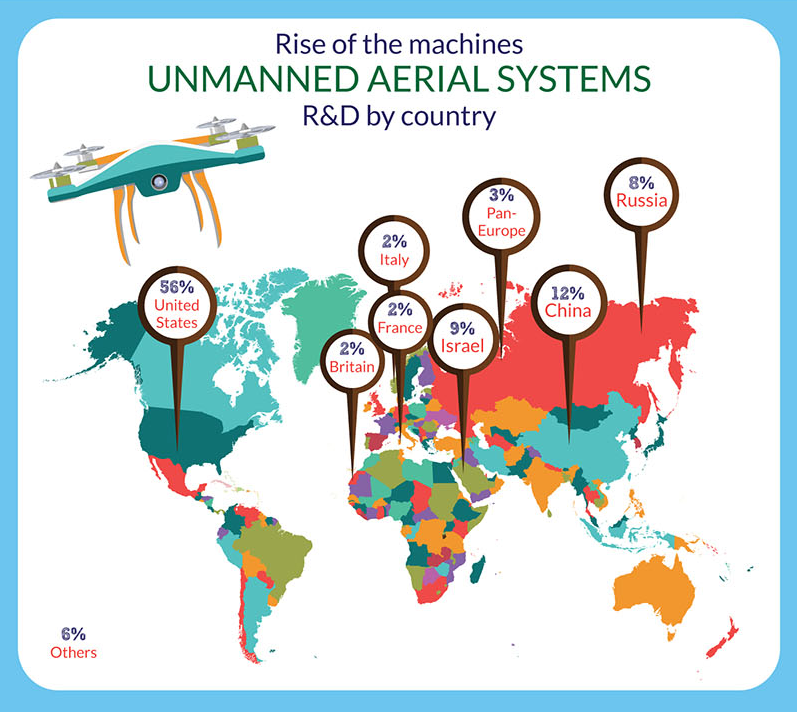 Rise of the machines
UNMANNED AERIAL SYSTEMS
R&D by country
8%
Russia
3%
Pan-
Europe
2%
Italy
56%
United
States
12%
China
2%
France
9%
Israel
2%
Britain
6%
Others